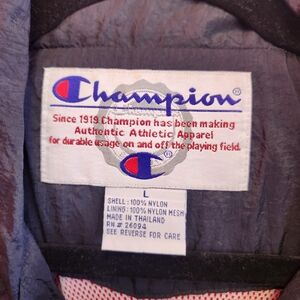 Champion
Since 1919 Champion has been making
Authentic Athletic Apparel
for durable usage on and off the playing field.
L
SHELL: 100% NYLON
LINING: 100% NYLON MESH
MADE IN THAILAND
RN # 26094
SEE REVERSE FOR CARE